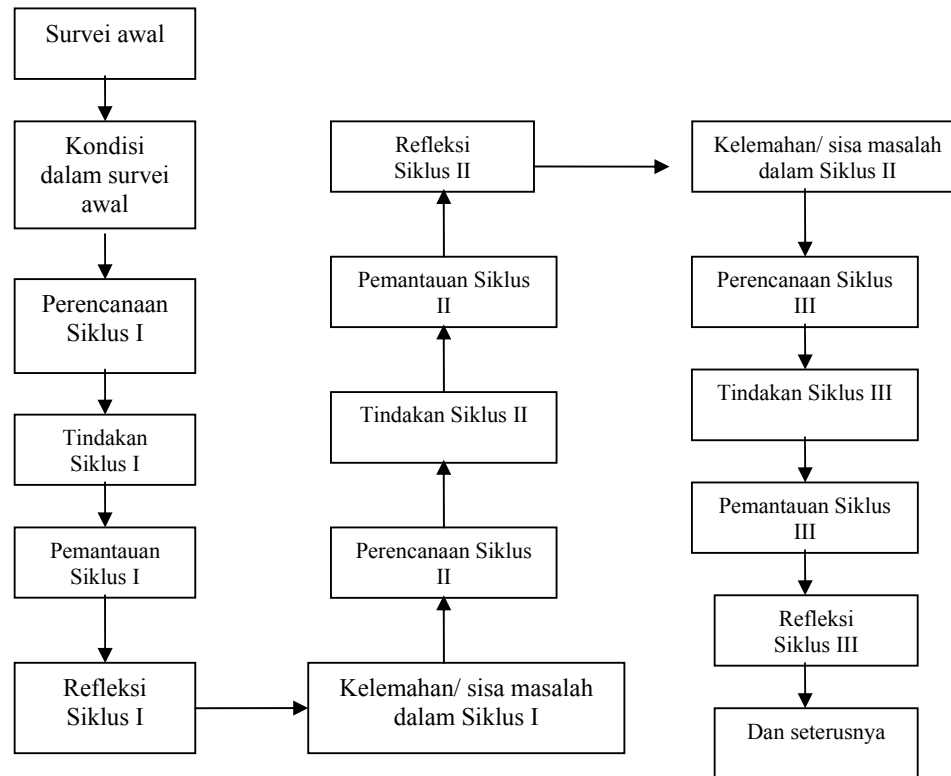 Survei awal
Kondisi
dalam survei
awal
Perencanaan
Siklus I
Tindakan
Siklus I
Pemantauan
Siklus I
Refleksi
Siklus I
Kelemahan/ sisa masalah
dalam Siklus I
Perencanaan Siklus
II
Tindakan Siklus II
Pemantauan Siklus
II
Refleksi
Siklus II
Kelemahan/ sisa masalah
dalam Siklus II
Perencanaan Siklus
III
Tindakan Siklus III
Pemantauan Siklus
III
Refleksi
Siklus III
Dan seterusnya